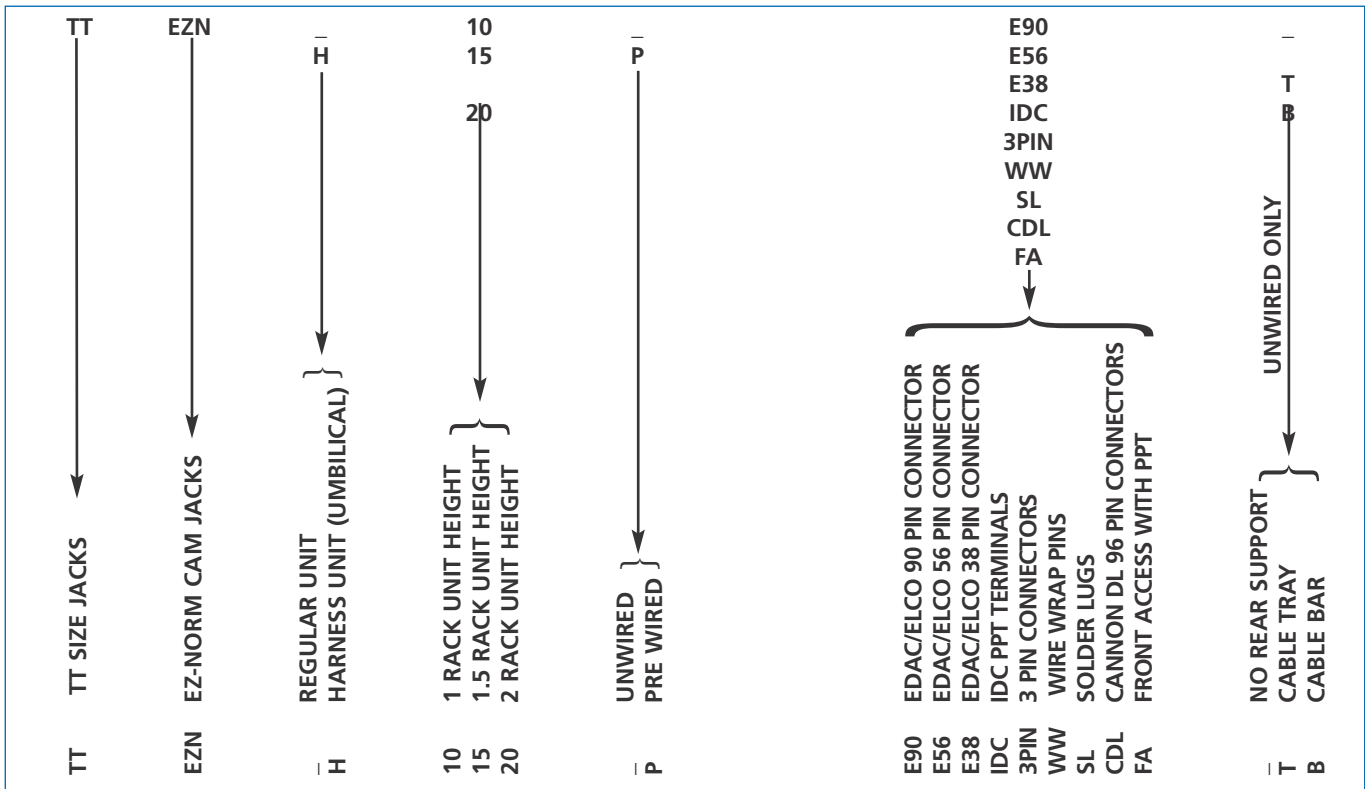 TT
EZN
_
H
10
15
20
_
P
E90
E56
E38
IDC
3PIN
WW
SL
CDL
FA
_
T
B
UNWIRED ONLY
TT TT SIZE JACKS
EZN EZ-NORM CAM JACKS
_ REGULAR UNIT
H HARNESS UNIT (UMBILICAL)
10 1 RACK UNIT HEIGHT
15 1.5 RACK UNIT HEIGHT
20 2 RACK UNIT HEIGHT
_ UNWIRED
P PRE WIRED
E90 EDAC/ELCO 90 PIN CONNECTOR
E56 EDAC/ELCO 56 PIN CONNECTOR
E38 EDAC/ELCO 38 PIN CONNECTOR
IDC IDC PPT TERMINALS
3PIN 3 PIN CONNECTORS
WW WIRE WRAP PINS
SL SOLDER LUGS
CDL CANNON DL 96 PIN CONNECTORS
FA FRONT ACCESS WITH PPT
_ NO REAR SUPPORT
T CABLE TRAY
B CABLE BAR